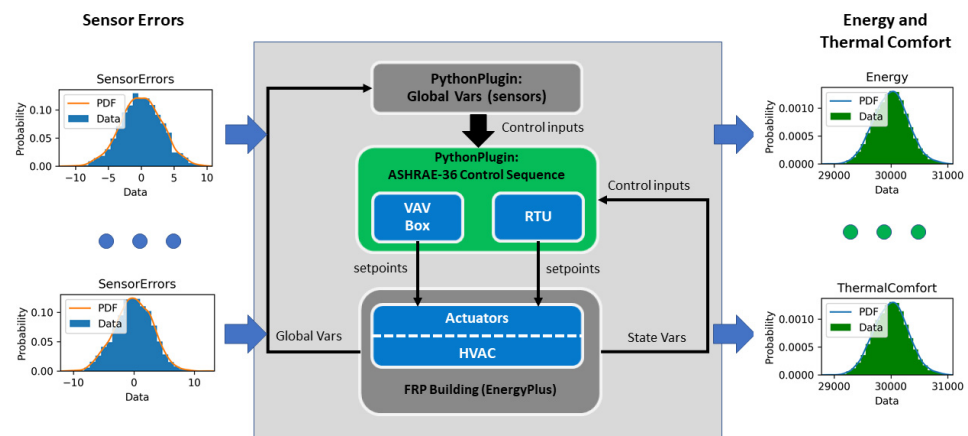 Sensor Errors
SensorErrors
PDF
Data
0.10
0.05
0.00
Probability
−10
−5
0
5
10
Data
SensorErrors
PDF
Data
0.10
0.05
0.00
Probability
−10
0
10
Data
PythonPlugin:
Global Vars (sensors)
Control inputs
PythonPlugin:
ASHRAE-36 Control Sequence
VAV
Box
RTU
Control inputs
setpoints
setpoints
Actuators
HVAC
FRP Building (EnergyPlus)
Global Vars
State Vars
Energy and
Thermal Comfort
Energy
PDF
Data
0.0010
0.0005
0.0000
Probability
29000
30000
31000
Data
ThermalComfort
PDF
Data
0.0010
0.0005
0.0000
Probability
29000
30000
31000
Data